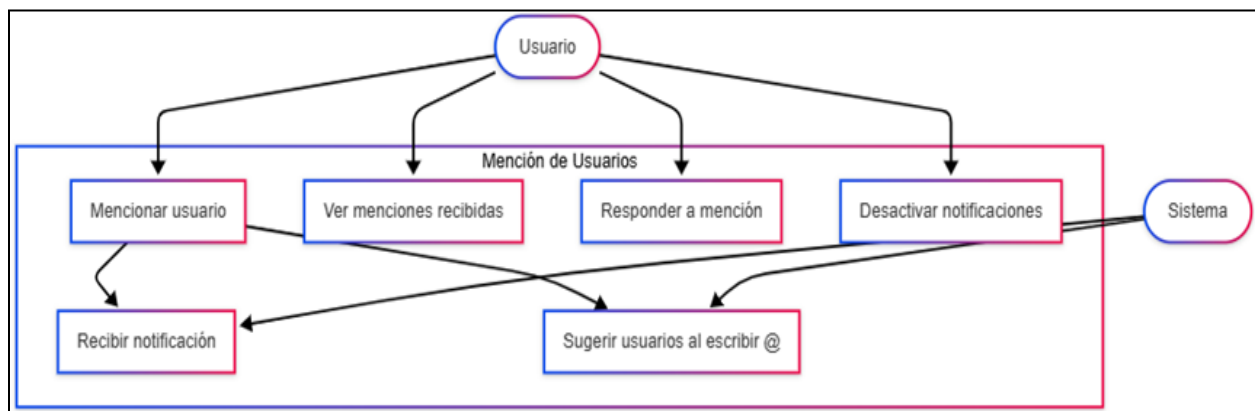 Usuario
Mención de Usuarios
Mencionar usuario
Ver menciones recibidas
Responder a mención
Desactivar notificaciones
Sistema
Recibir notificación
Sugerir usuarios al escribir @